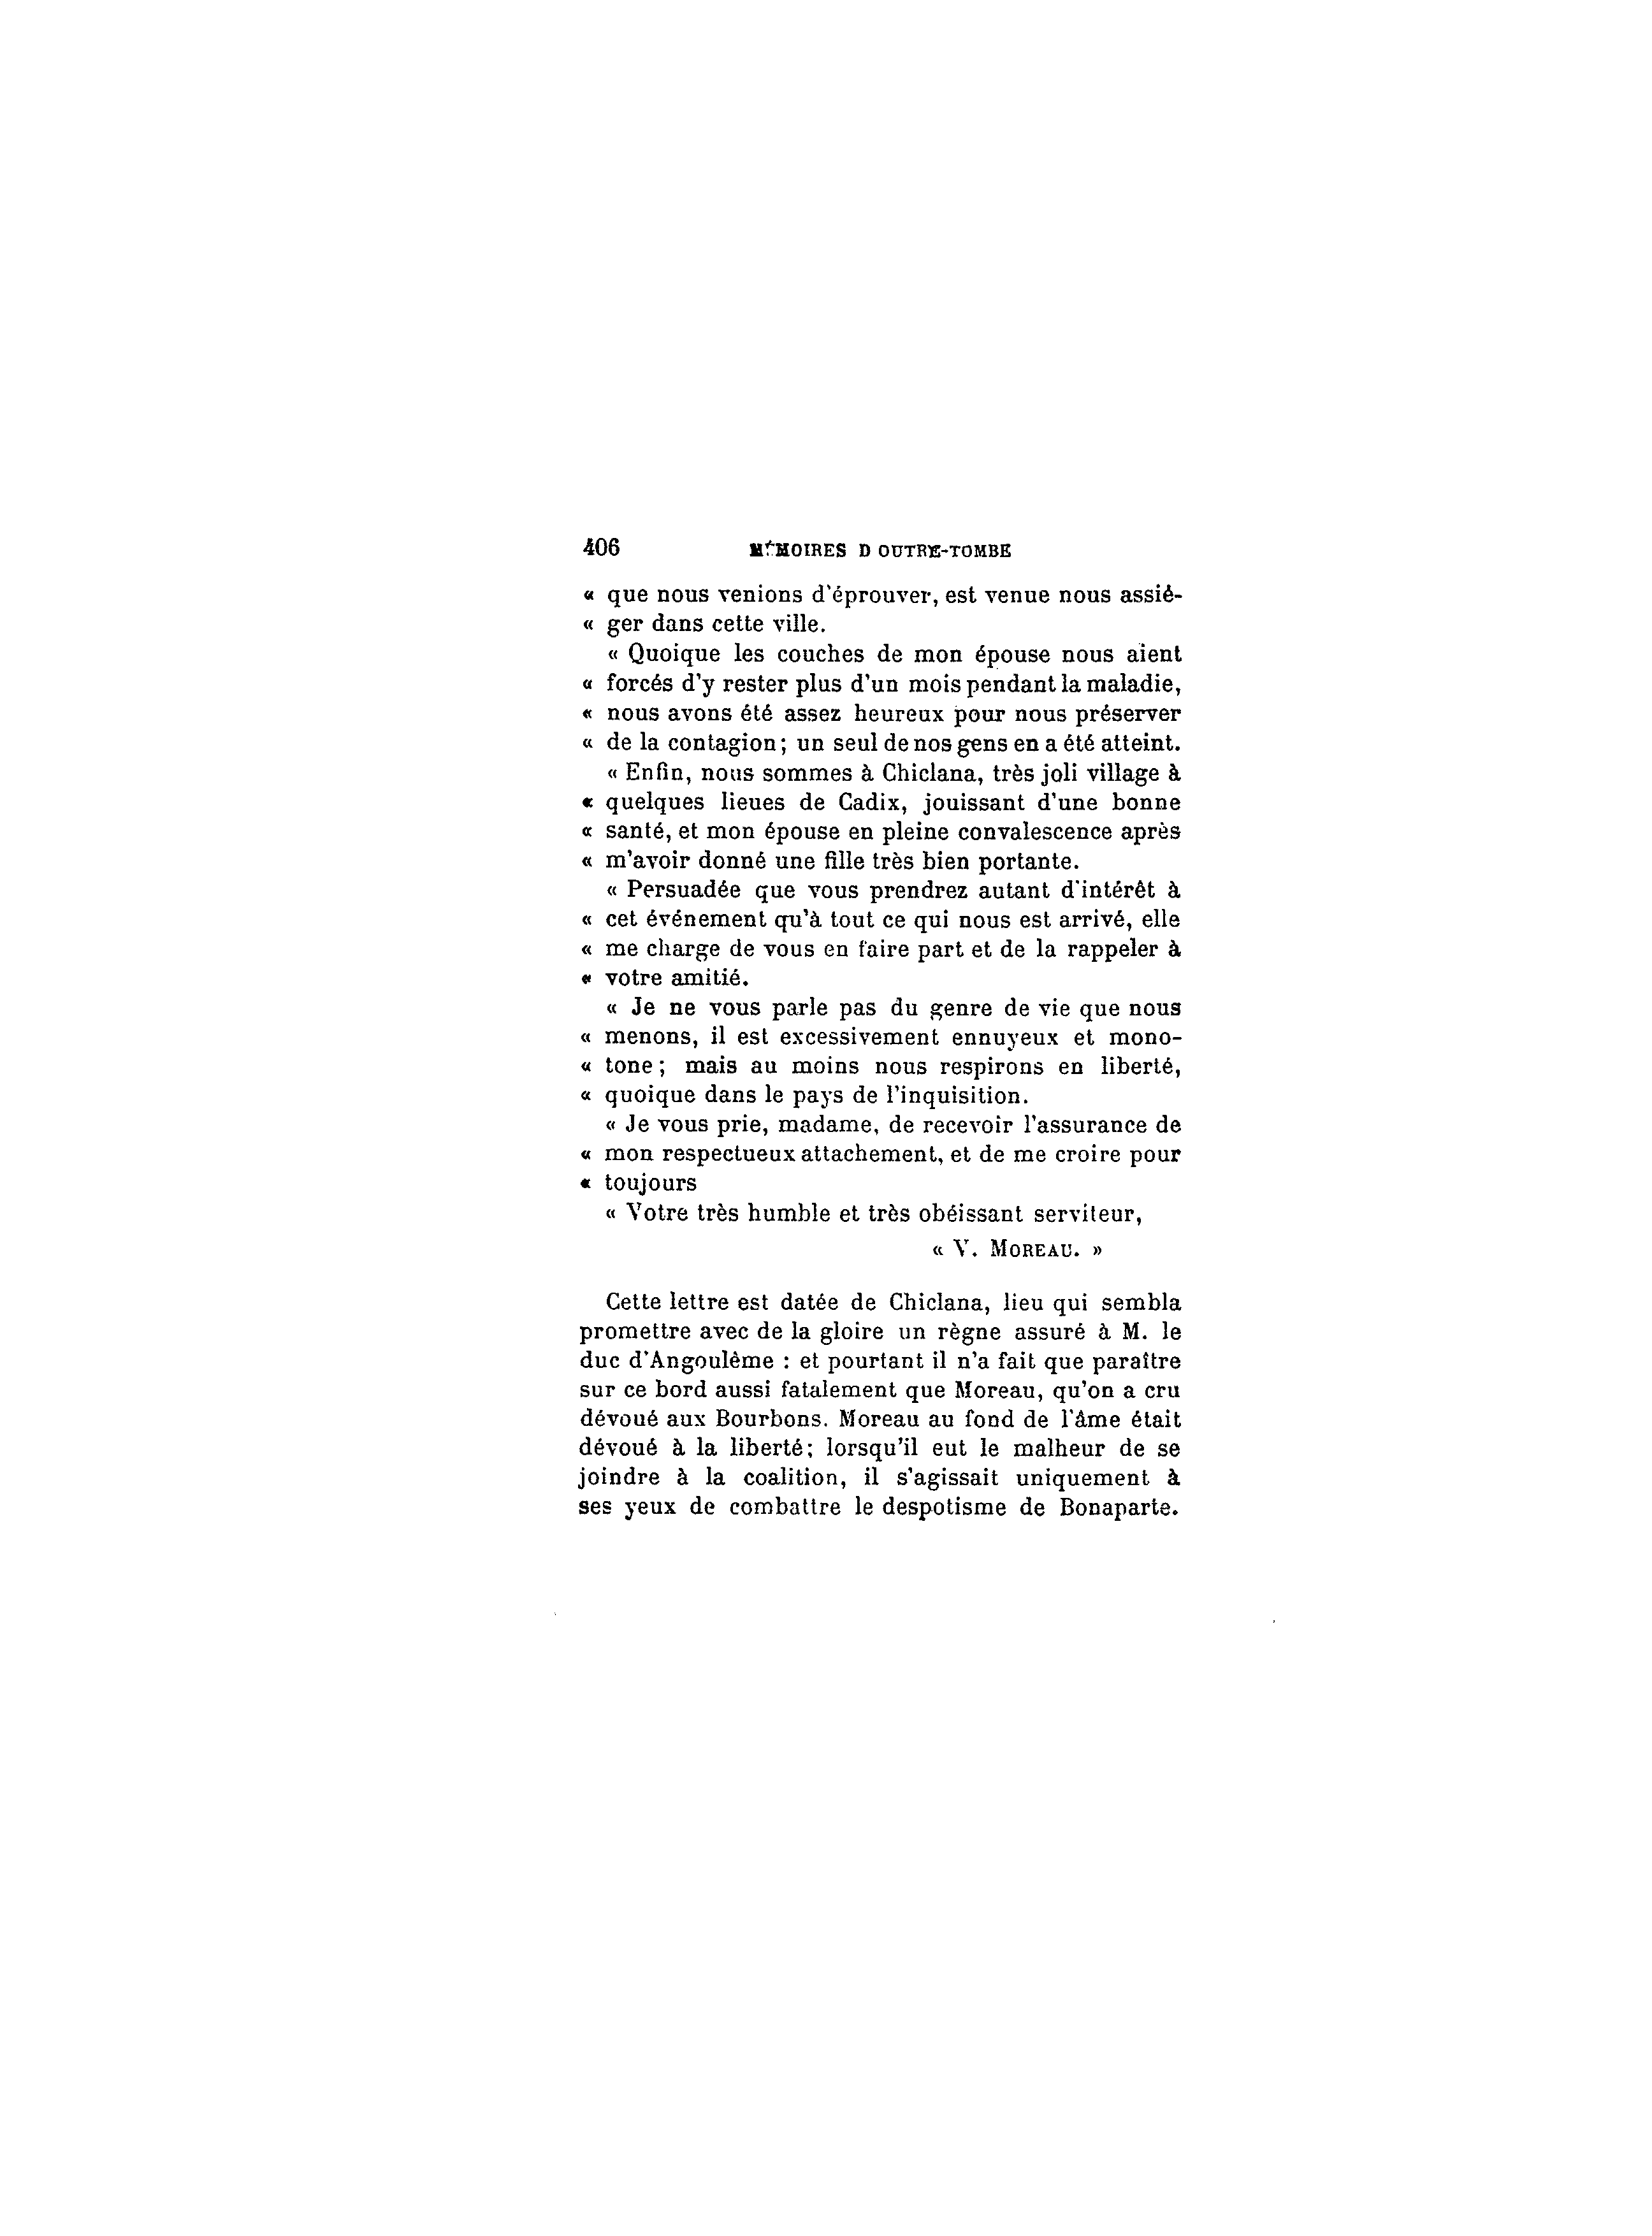 406 MÉMOIRES D OUTRE-TOMBE
« que nous venions d'éprouver, est venue nous assié-
« ger dans cette ville.
« Quoique les couches de mon épouse nous aient
« forcés d'y rester plus d'un mois pendant la maladie,
« nous avons été assez heureux pour nous préserver
« de la contagion; un seul de nos gens en a été atteint.
« Enfin, nous sommes à Chiclana, très joli village à
« quelques lieues de Cadix, jouissant d'une bonne
« santé, et mon épouse en pleine convalescence après
« m'avoir donné une fille très bien portante.
« Persuadée que vous prendrez autant d'intérêt à
« cet événement qu'à tout ce qui nous est arrivé, elle
« me charge de vous en faire part et de la rappeler à
« votre amitié.
« Je ne vous parle pas du genre de vie que nous
« menons, il est excessivement ennuyeux et mono-
« tone; mais au moins nous respirons en liberté,
« quoique dans le pays de l'inquisition.
« Je vous prie, madame, de recevoir l'assurance de
« mon respectueux attachement, et de me croire pour
« toujours
« Votre très humble et très obéissant serviteur,
« V. MOREAU. »
Cette lettre est datée de Chiclana, lieu qui sembla
promettre avec de la gloire un règne assuré à M. le
duc d'Angoulême : et pourtant il n'a fait que paraître
sur ce bord aussi fatalement que Moreau, qu'on a cru
dévoué aux Bourbons. Moreau au fond de l'âme était
dévoué à la liberté; lorsqu'il eut le malheur de se
joindre à la coalition, il s'agissait uniquement à
ses yeux de combattre le despotisme de Bonaparte.